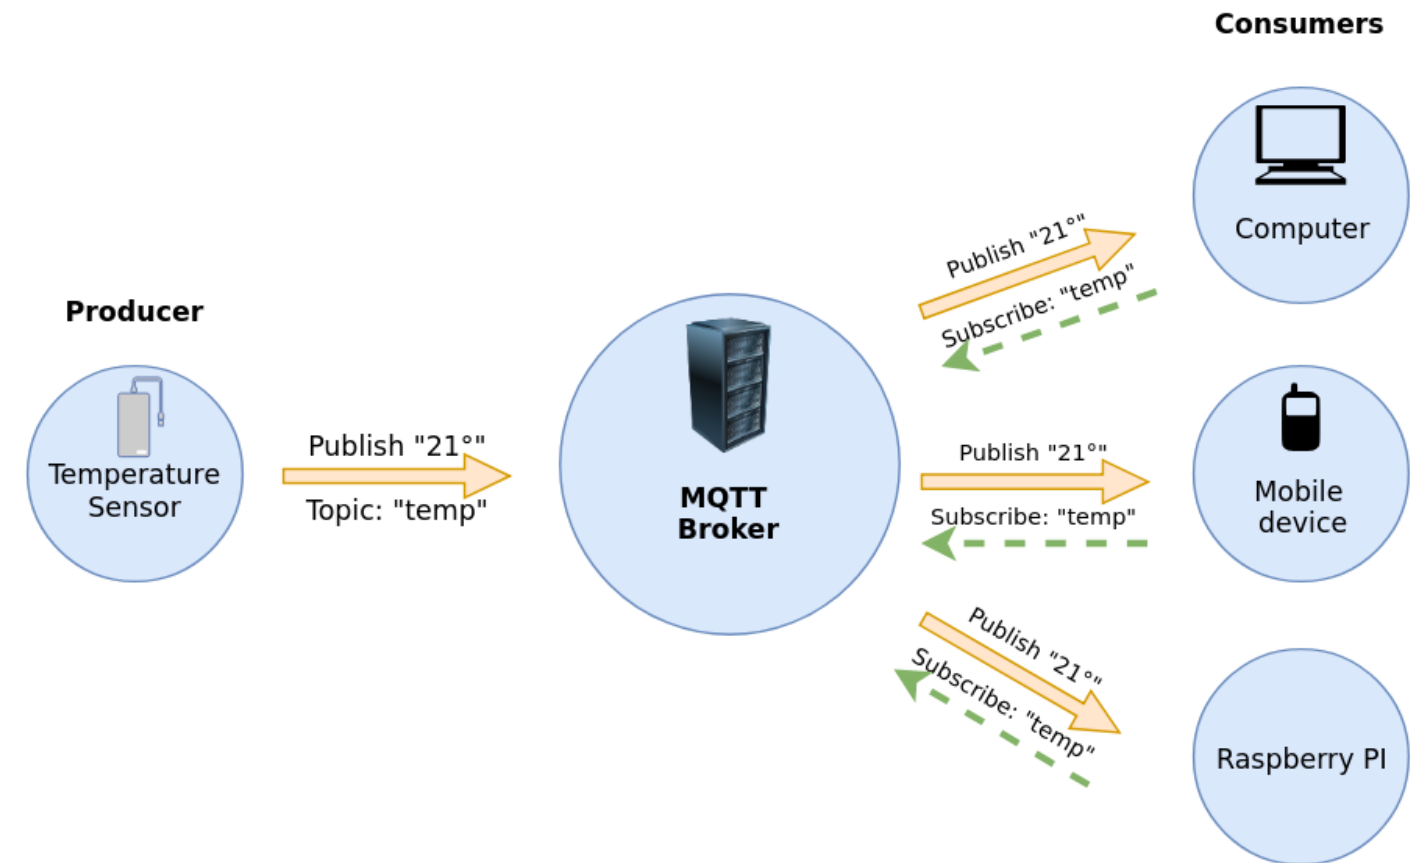 Consumers
Computer
Publish "21°"
Subscribe: "temp"
Producer
Temperature
Sensor
Publish "21°"
Topic: "temp"
MQTT
Broker
Publish "21°"
Subscribe: "temp"
Mobile
device
Publish "21°"
Subscribe: "temp"
Raspberry PI